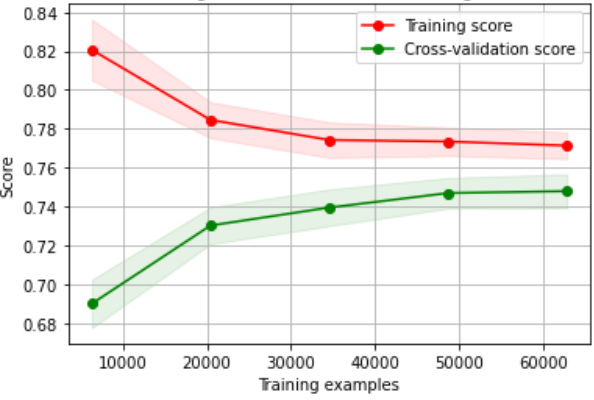 0.84
0.82
0.80
0.78
0.76
0.74
0.72
0.70
0.68
Score
Training score
Cross-validation score
10000 20000 30000 40000 50000 60000
Training examples